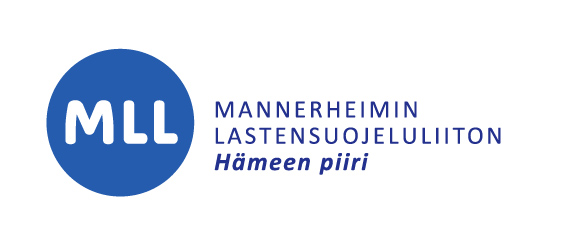 MLL
MANNERHEIMIN
LASTENSUOJELULIITON
Hämeen piiri